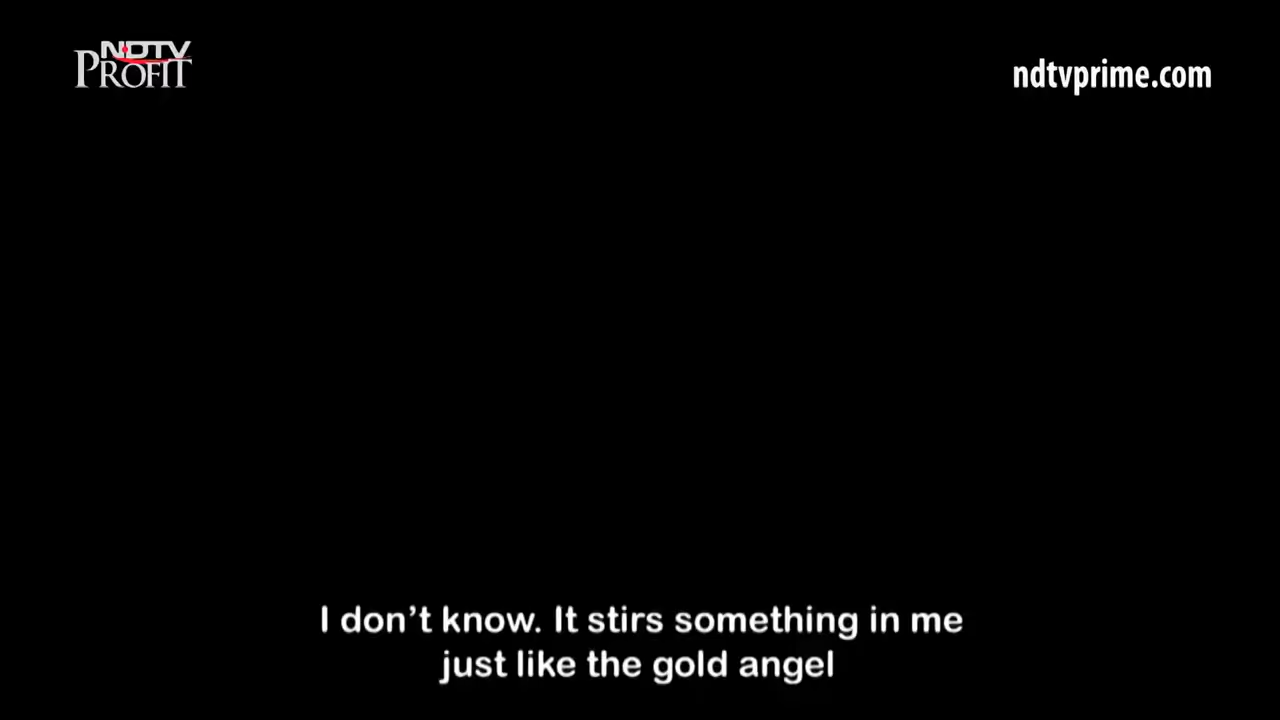 NDTV
PROFIT
ndtvprime.com
I don’t know. It stirs something in me
just like the gold angel